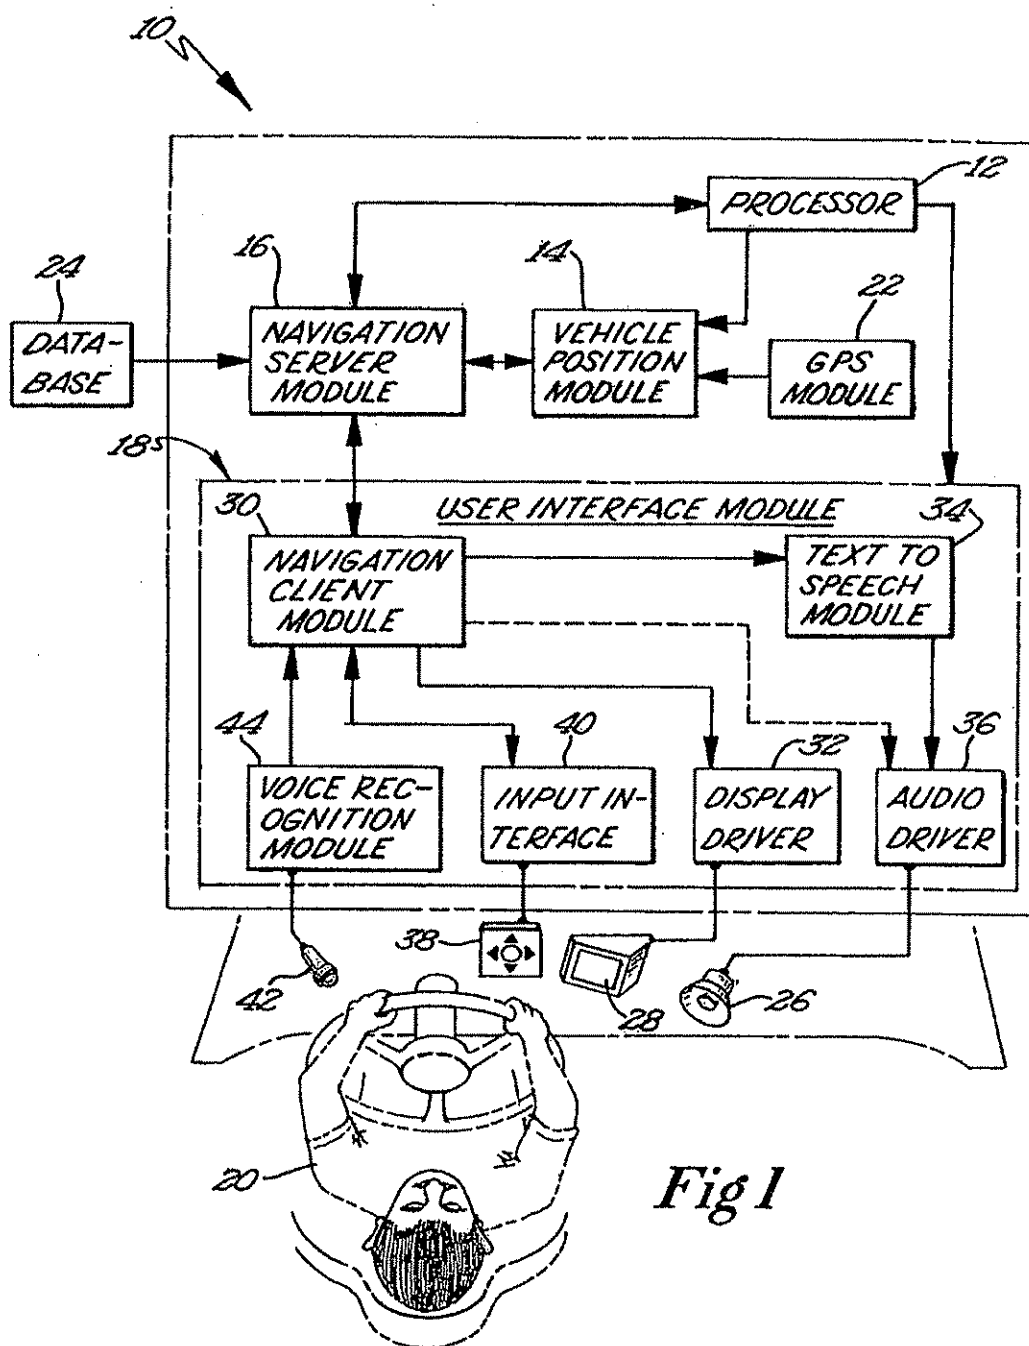 10
12
PROCESSOR
16
14
22
24
DATA-
BASE
NAVIGATION
SERVER
MODULE
VEHICLE
POSITION
MODULE
GPS
MODULE
18
30
USER INTERFACE MODULE
34
NAVIGATION
CLIENT
MODULE
TEXT TO
SPEECH
MODULE
44
40
32
36
VOICE REC-
OGNITION
MODULE
INPUT IN-
TERFACE
DISPLAY
DRIVER
AUDIO
DRIVER
38
42
28
26
20
Fig 1